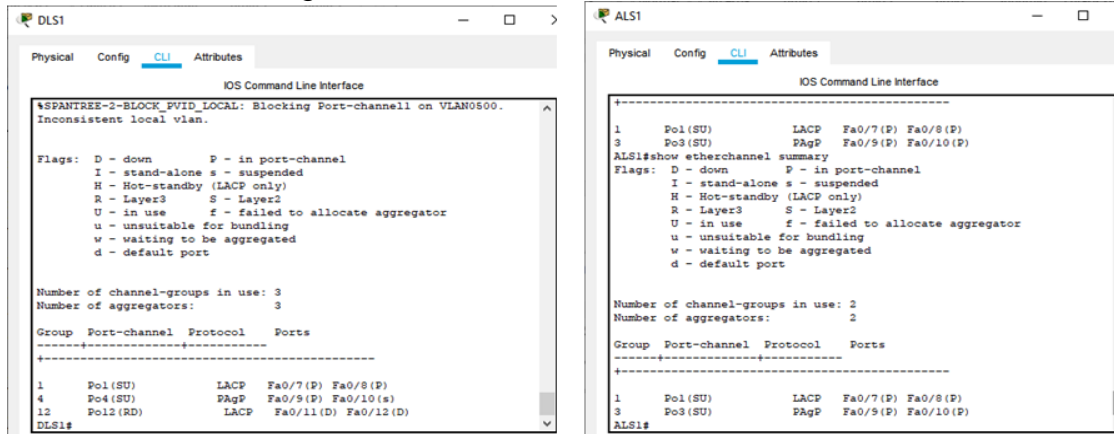 DLS1
Physical Config CLI Attributes
IOS Command Line Interface
%SPANTREE-2-BLOCK_PVID_LOCAL: Blocking Port-channel1 on VLAN0500.
Inconsistent local vlan.
Flags: D - down P - in port-channel
I - stand-alone s - suspended
H - Hot-standby (LACP only)
R - Layer3 S - Layer2
U - in use f - failed to allocate aggregator
u - unsuitable for bundling
w - waiting to be aggregated
d - default port
Number of channel-groups in use: 3
Number of aggregators: 3
Group Port-channel Protocol Ports
------+-------------+-----------
+----------------------------------------------
1 Po1(SU) LACP Fa0/7(P) Fa0/8(P)
4 Po4(SU) PAgP Fa0/9(P) Fa0/10(s)
12 Po12(RD) LACP Fa0/11(D) Fa0/12(D)
DLS1#
ALS1
Physical Config CLI Attributes
IOS Command Line Interface
+----------------------------------------------
1 Po1(SU) LACP Fa0/7(P) Fa0/8(P)
3 Po3(SU) PAgP Fa0/9(P) Fa0/10(P)
ALS1#show etherchannel summary
Flags: D - down P - in port-channel
I - stand-alone s - suspended
H - Hot-standby (LACP only)
R - Layer3 S - Layer2
U - in use f - failed to allocate aggregator
u - unsuitable for bundling
w - waiting to be aggregated
d - default port
Number of channel-groups in use: 2
Number of aggregators: 2
Group Port-channel Protocol Ports
------+-------------+-----------
+----------------------------------------------
1 Po1(SU) LACP Fa0/7(P) Fa0/8(P)
3 Po3(SU) PAgP Fa0/9(P) Fa0/10(P)
ALS1#